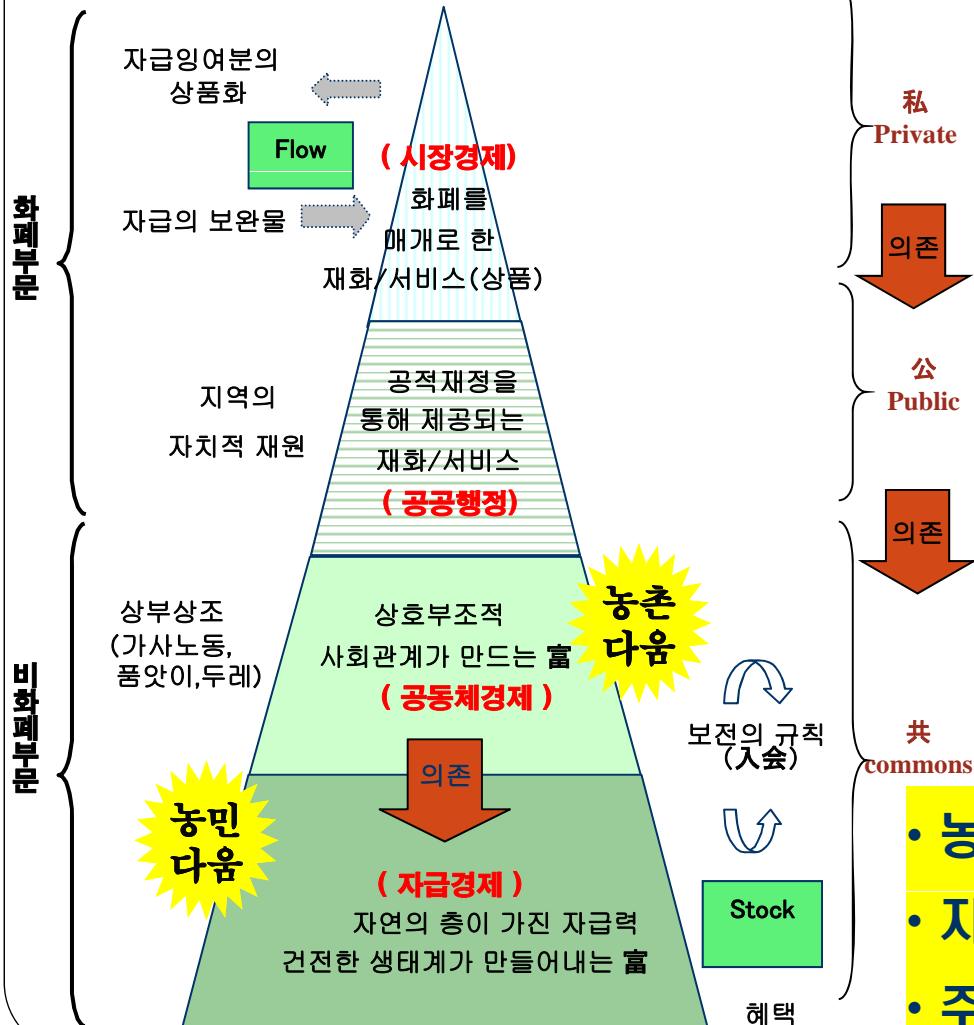 자급잉여분의
상품화
Flow
자급의 보완물
( 시장경제)
화폐를
매개로 한
재화/서비스(상품)
私
Private
의존
화폐부문
지역의
자치적 재원
공적재정을
통해 제공되는
재화/서비스
( 공공행정)
公
Public
의존
비화폐부문
상부상조
(가사노동,
품앗이,두레)
상호부조적
사회관계가 만드는 富
( 공동체경제 )
농촌
다움
보전의 규칙
(入会)
共
commons
의존
농민
다움
( 자급경제 )
자연의 층이 가진 자급력
건전한 생태계가 만들어내는 富
Stock
혜택
• 농
•
• 주